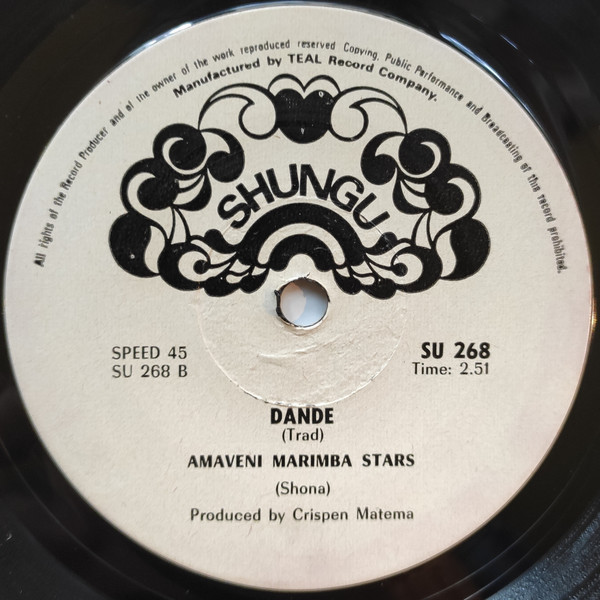 All rights of the Record Producer and of the owner of the work reproduced reserved Copying, Public Performance and Broadcasting of this record prohibited.
Manufactured by TEAL Record Company.
SHUNGU
SPEED 45
SU 268 B
SU 268
Time: 2.51
DANDE
(Trad)
AMAVENI MARIMBA STARS
(Shona)
Produced by Crispen Matema